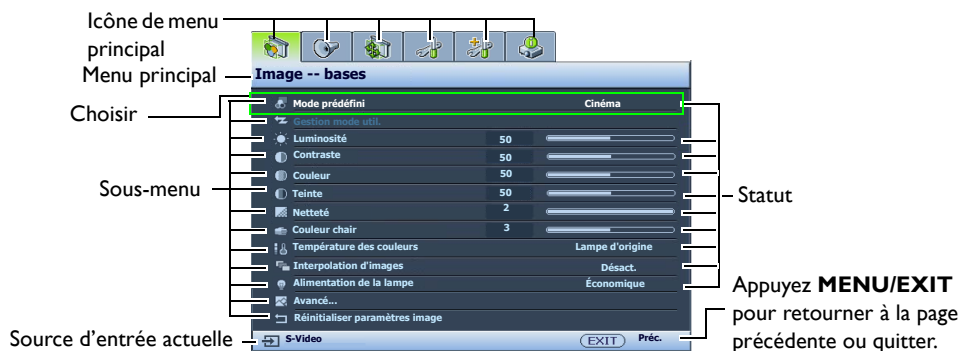 Icône de menu
principal
Menu principal
Image -- bases
Choisir
Mode prédéfini Cinéma
Gestion mode util.
Luminosité 50
Contraste 50
Couleur 50
Sous-menu
Teinte 50
Statut
Netteté 2
Couleur chair 3
Température des couleurs Lampe d'origine
Interpolation d'images Désact.
Alimentation de la lampe Économique
Avancé...
Réinitialiser paramètres image
Appuyez MENU/EXIT
pour retourner à la page
précédente ou quitter.
Source d'entrée actuelle
S-Video EXIT Préc.